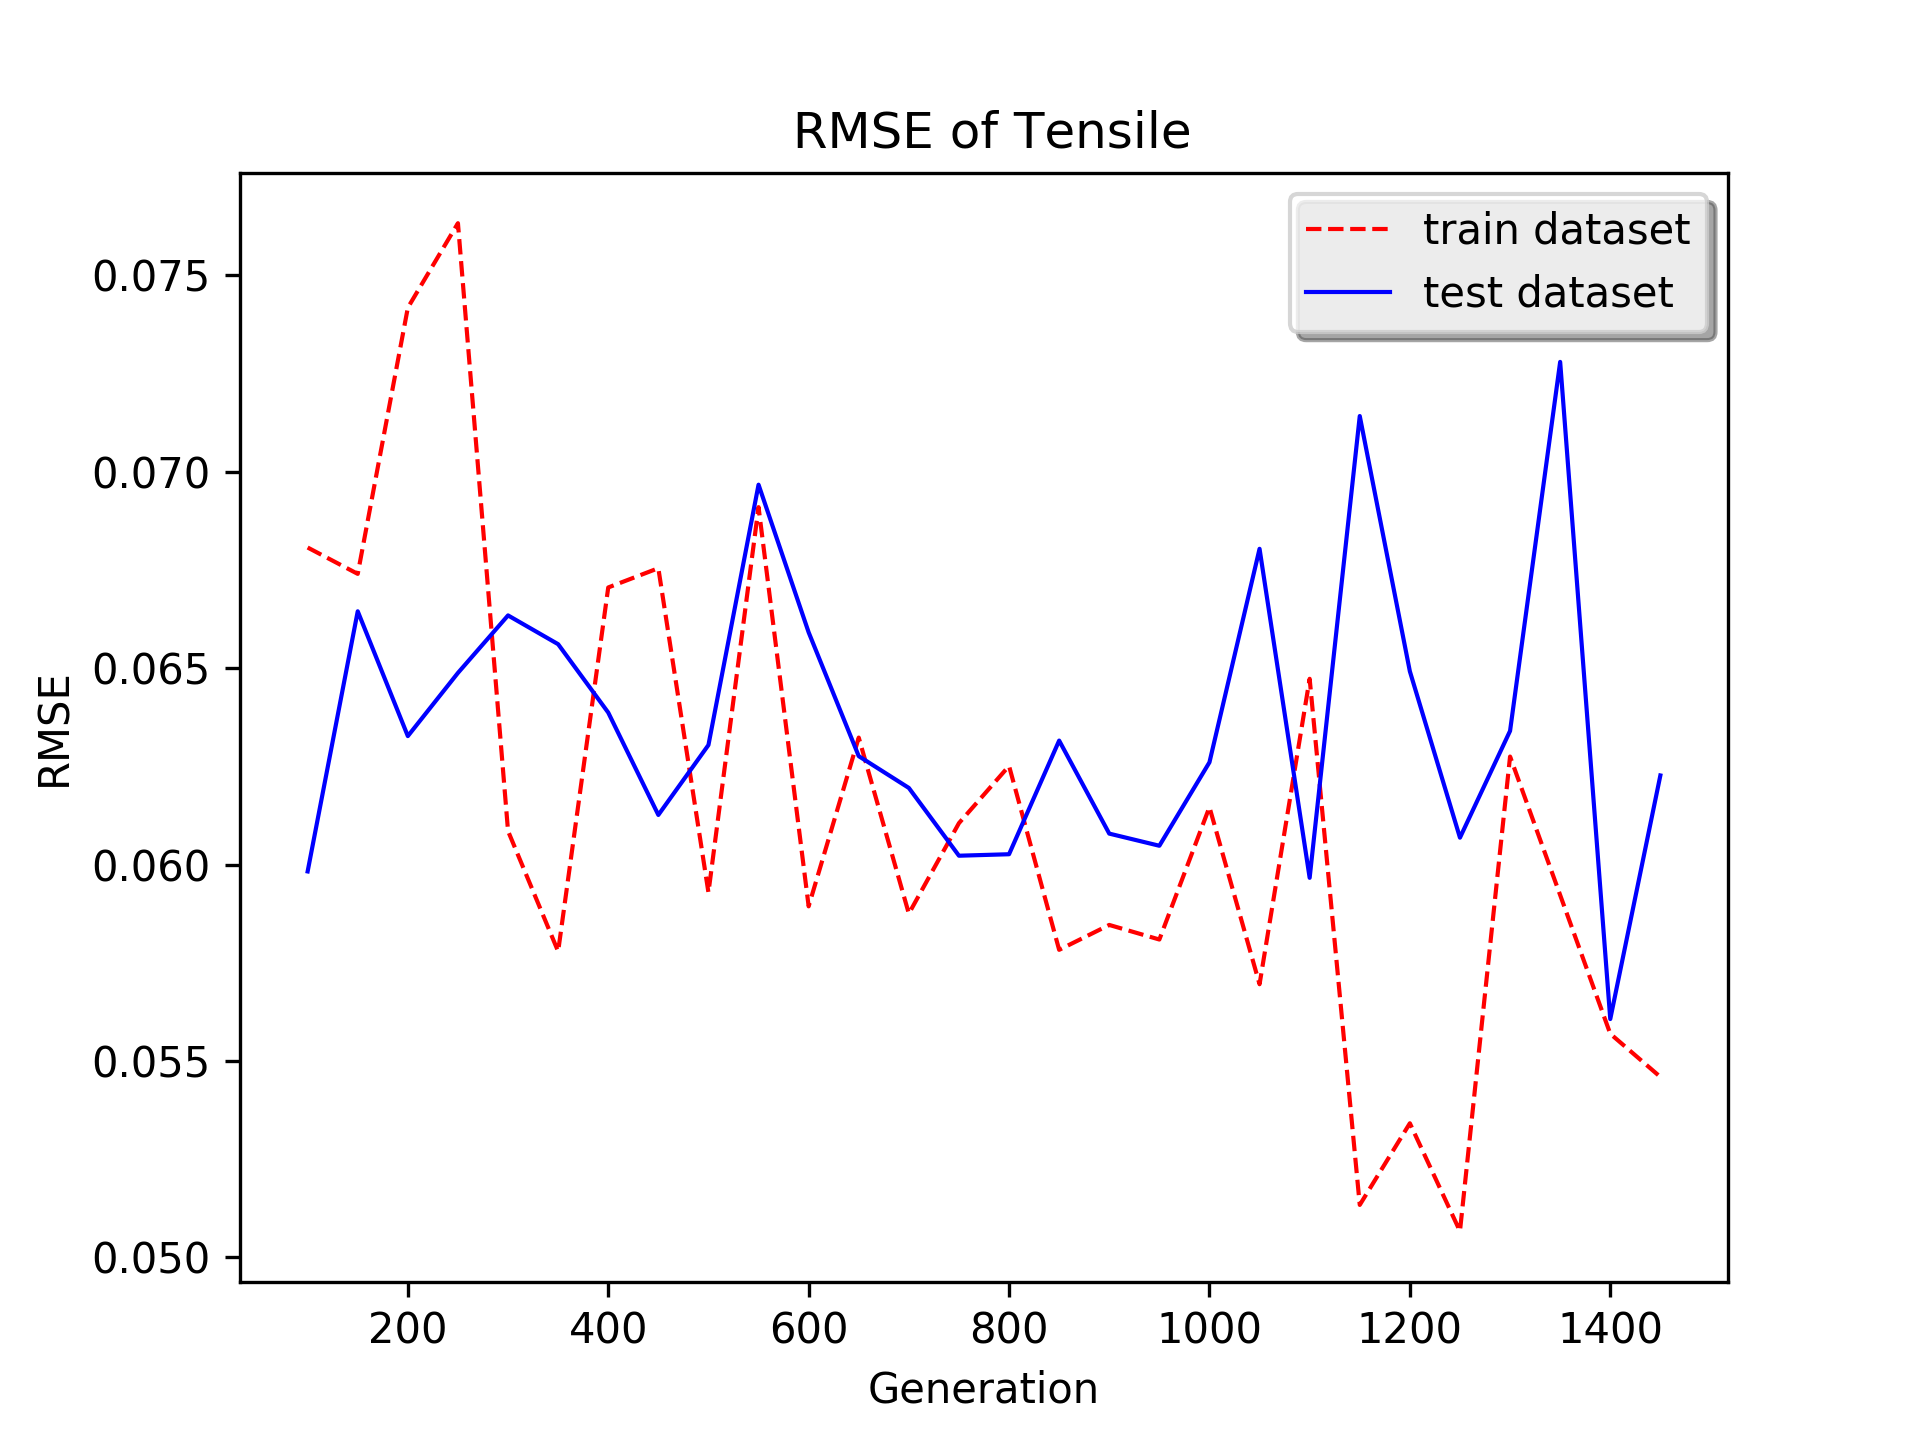 RMSE of Tensile
train dataset
test dataset
0.075
0.070
0.065
0.060
0.055
0.050
RMSE
200 400 600 800 1000 1200 1400
Generation